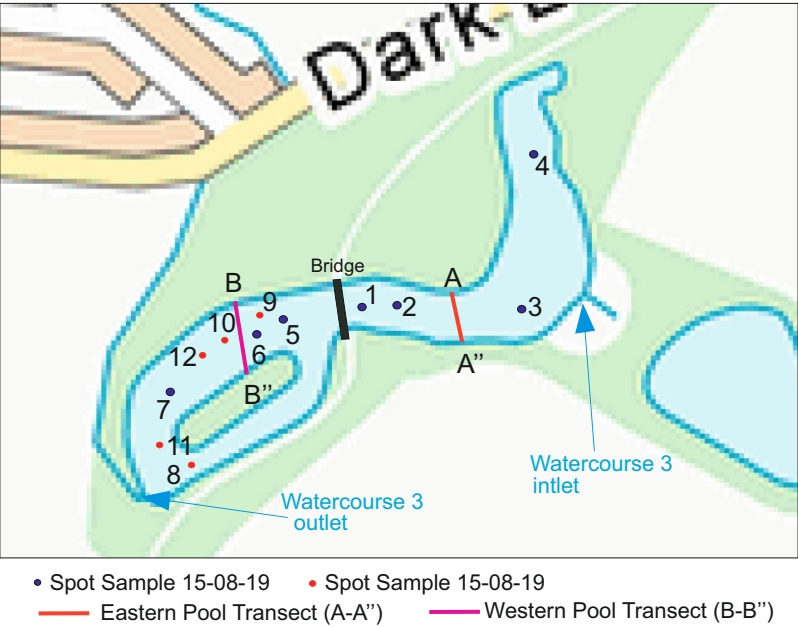 Dark
4
Bridge
B
9
1
2
A
3
10
5
12
6
A’’
B’’
7
11
8
Watercourse 3
intlet
Watercourse 3
outlet
Spot Sample 15-08-19
Spot Sample 15-08-19
Eastern Pool Transect (A-A’’)
Western Pool Transect (B-B’’)